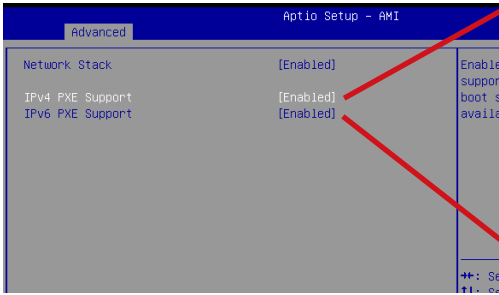 Aptio Setup - AMI
Advanced
Network Stack [Enabled]
IPv4 PXE Support [Enabled]
IPv6 PXE Support [Enabled]
Enable
suppor
boot s
availa
→←: Se
↑↓: Se